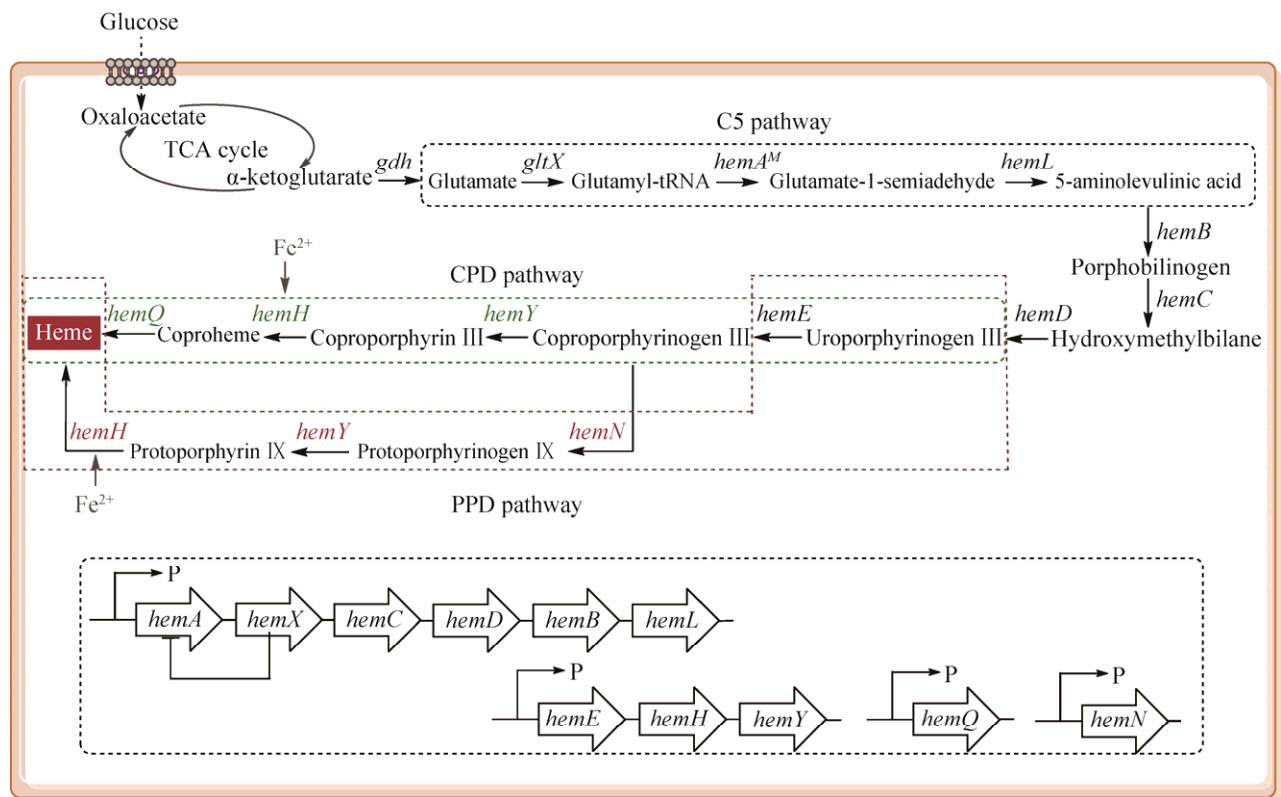 Glucose
Oxaloacetate
TCA cycle
α-ketoglutarate
gdh
C5 pathway
Glutamate
gltX
Glutamyl-tRNA
hemAᴹ
Glutamate-1-semiadehyde
hemL
5-aminolevulinic acid
hemB
Porphobilinogen
hemC
Hydroxymethylbilane
hemD
Uroporphyrinogen III
hemE
Coproporphyrinogen III
hemY
Coproporphyrin III
hemH
Fe²⁺
CPD pathway
Coproheme
hemQ
Heme
hemN
Protoporphyrinogen IX
hemY
Protoporphyrin IX
hemH
Fe²⁺
PPD pathway
P
hemA hemX hemC hemD hemB hemL
P P P
hemE hemH hemY hemQ hemN